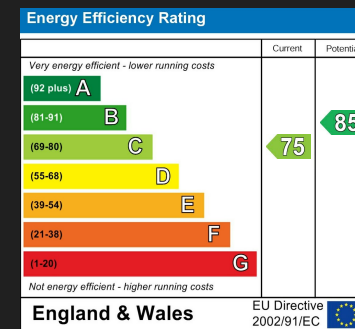 Energy Efficiency Rating
Current Potentia
Very energy efficient - lower running costs
(92 plus) A
(81-91) B
85
(69-80) C
75
(55-68) D
(39-54) E
(21-38) F
(1-20) G
Not energy efficient - higher running costs
England & Wales
EU Directive
2002/91/EC